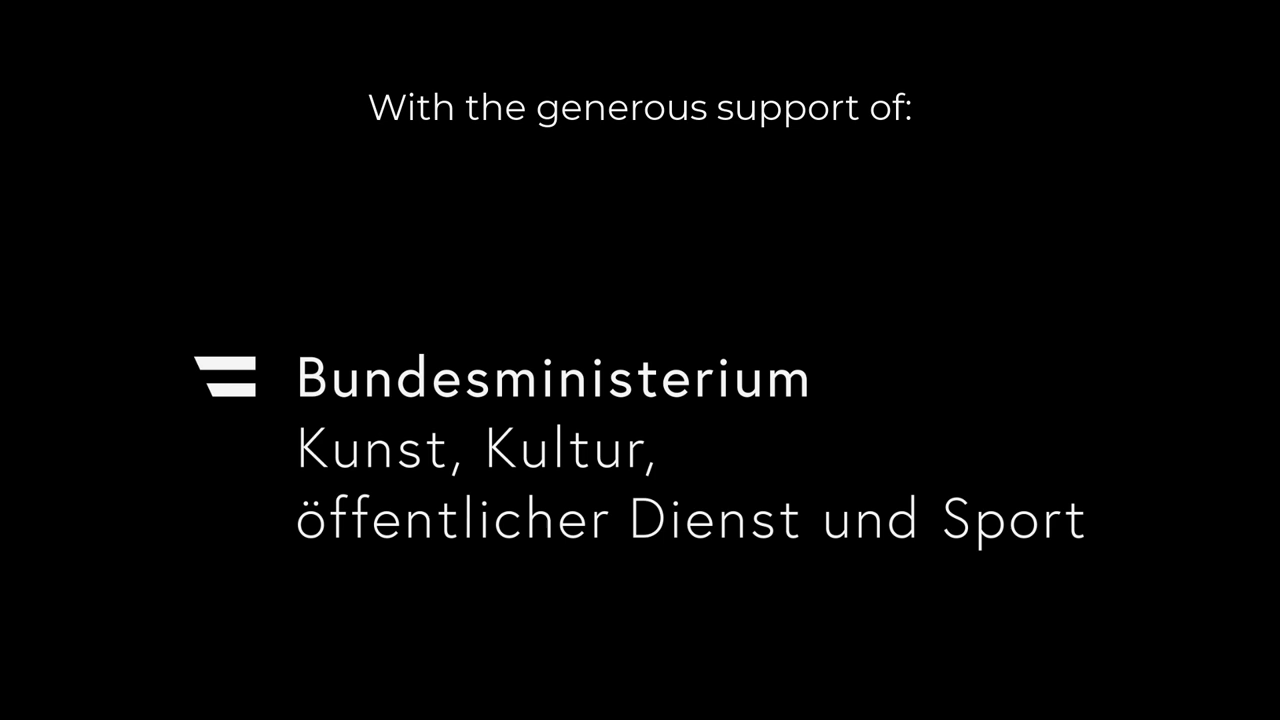 With the generous support of:
Bundesministerium
Kunst, Kultur,
öffentlicher Dienst und Sport